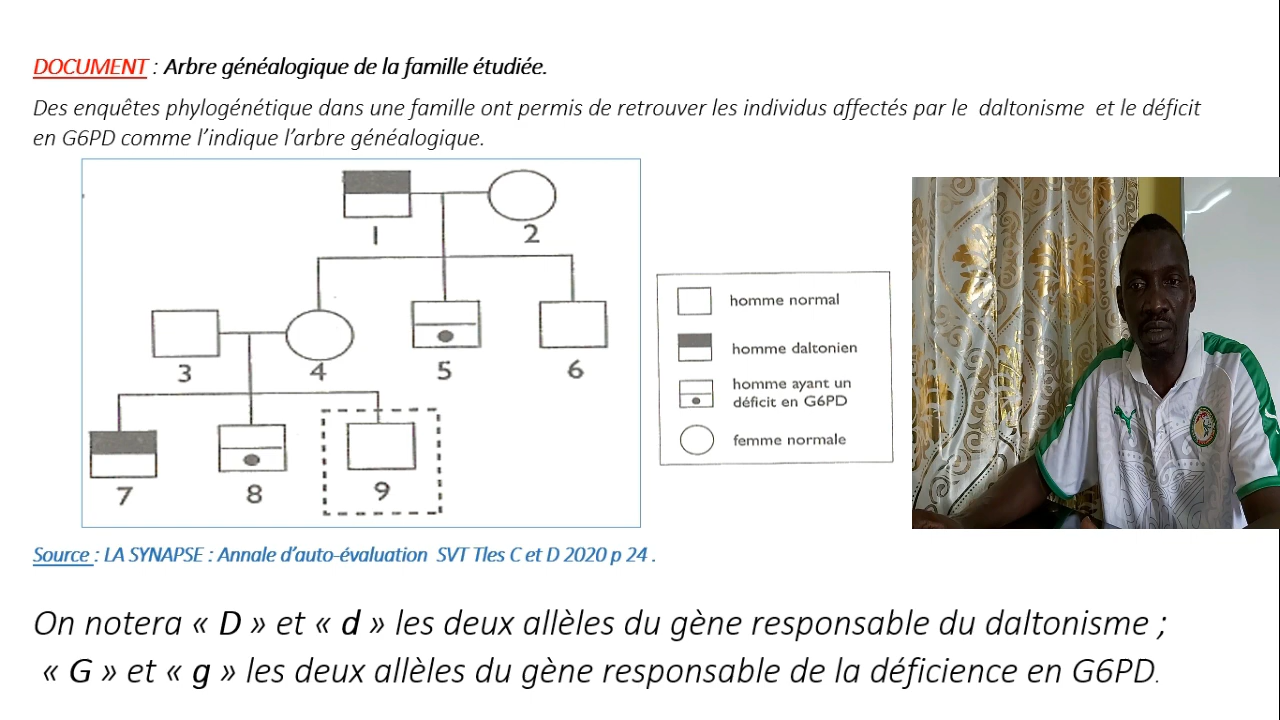 DOCUMENT : Arbre généalogique de la famille étudiée.
Des enquêtes phylogénétique dans une famille ont permis de retrouver les individus affectés par le daltonisme et le déficit
en G6PD comme l’indique l’arbre généalogique.
1
2
3
4
5
6
7
8
9
homme normal
homme daltonien
homme ayant un
déficit en G6PD
femme normale
Source : LA SYNAPSE : Annale d’auto-évaluation SVT Tles C et D 2020 p 24 .
On notera « D » et « d » les deux allèles du gène responsable du daltonisme ;
« G » et « g » les deux allèles du gène responsable de la déficience en G6PD.